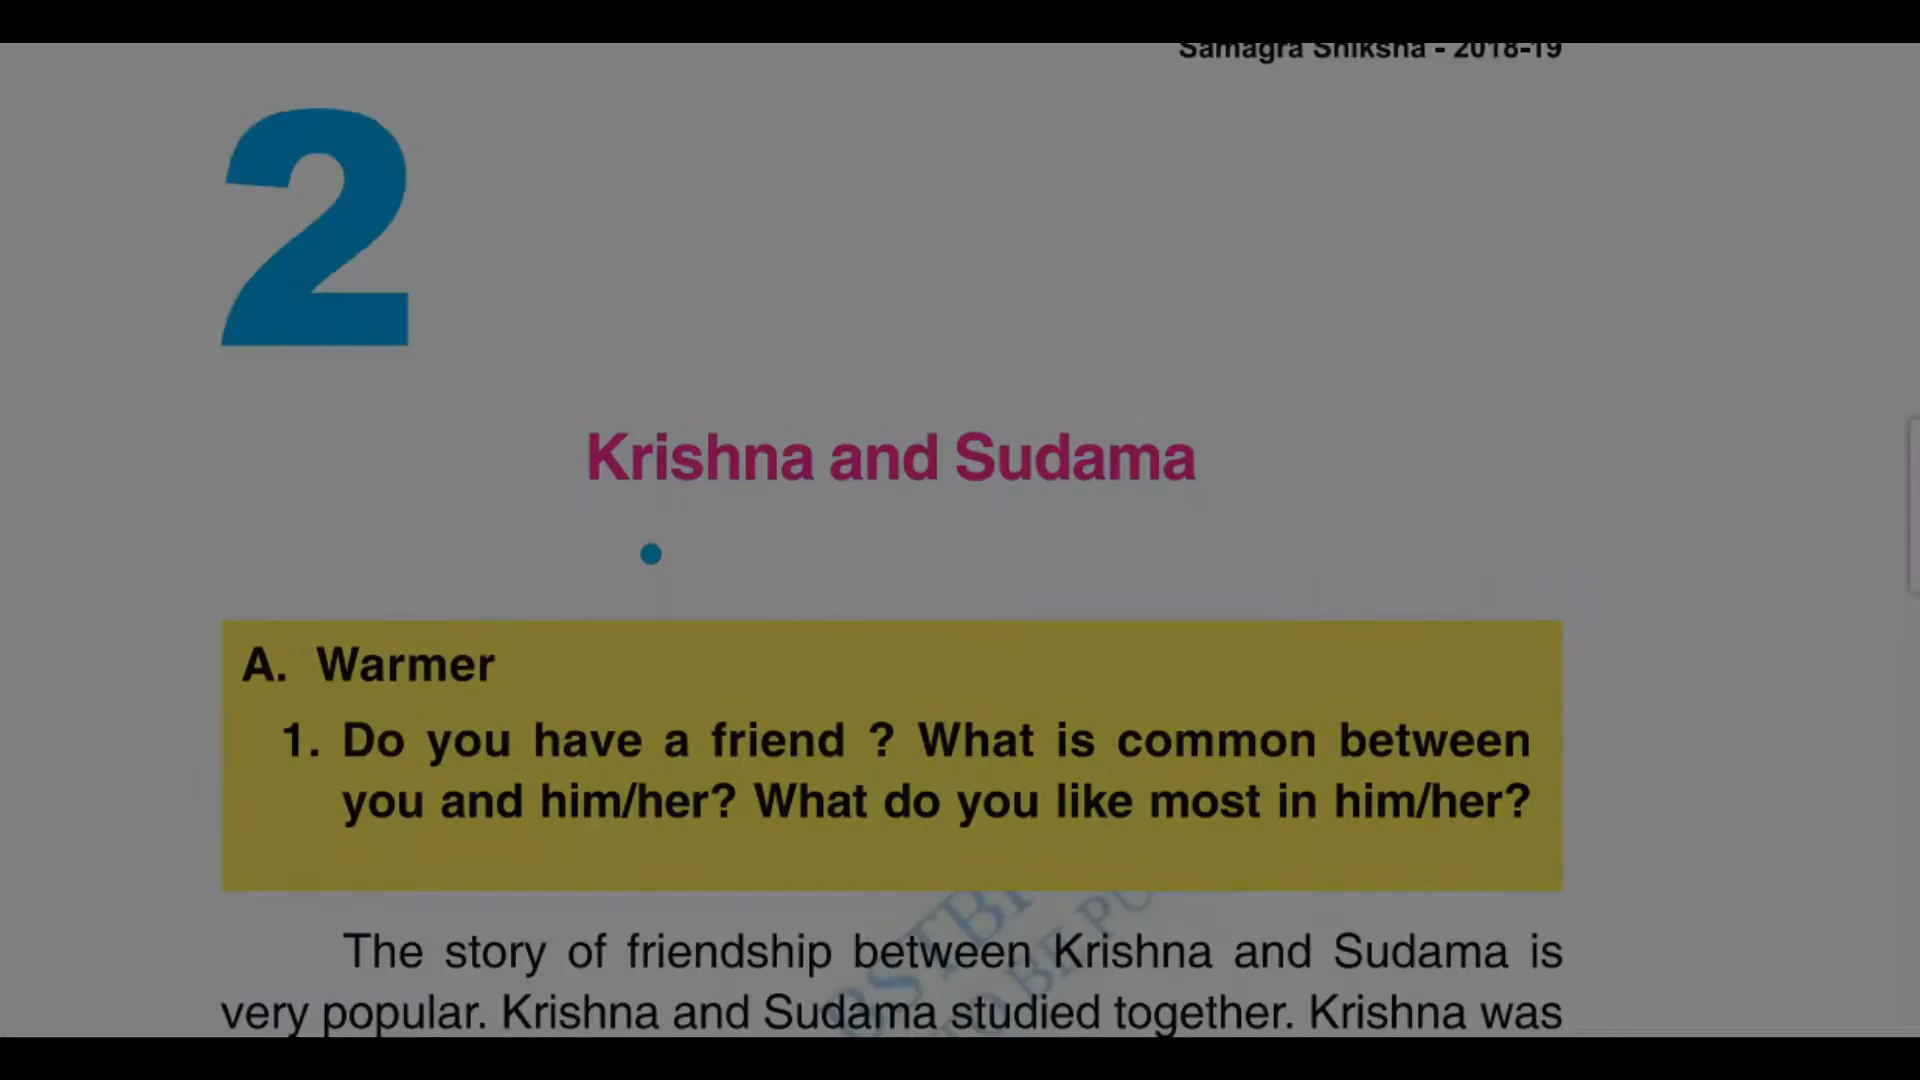 Samagra Shiksha - 2018-19
2
Krishna and Sudama
A. Warmer
1. Do you have a friend ? What is common between
you and him/her? What do you like most in him/her?
The story of friendship between Krishna and Sudama is
very popular. Krishna and Sudama studied together. Krishna was